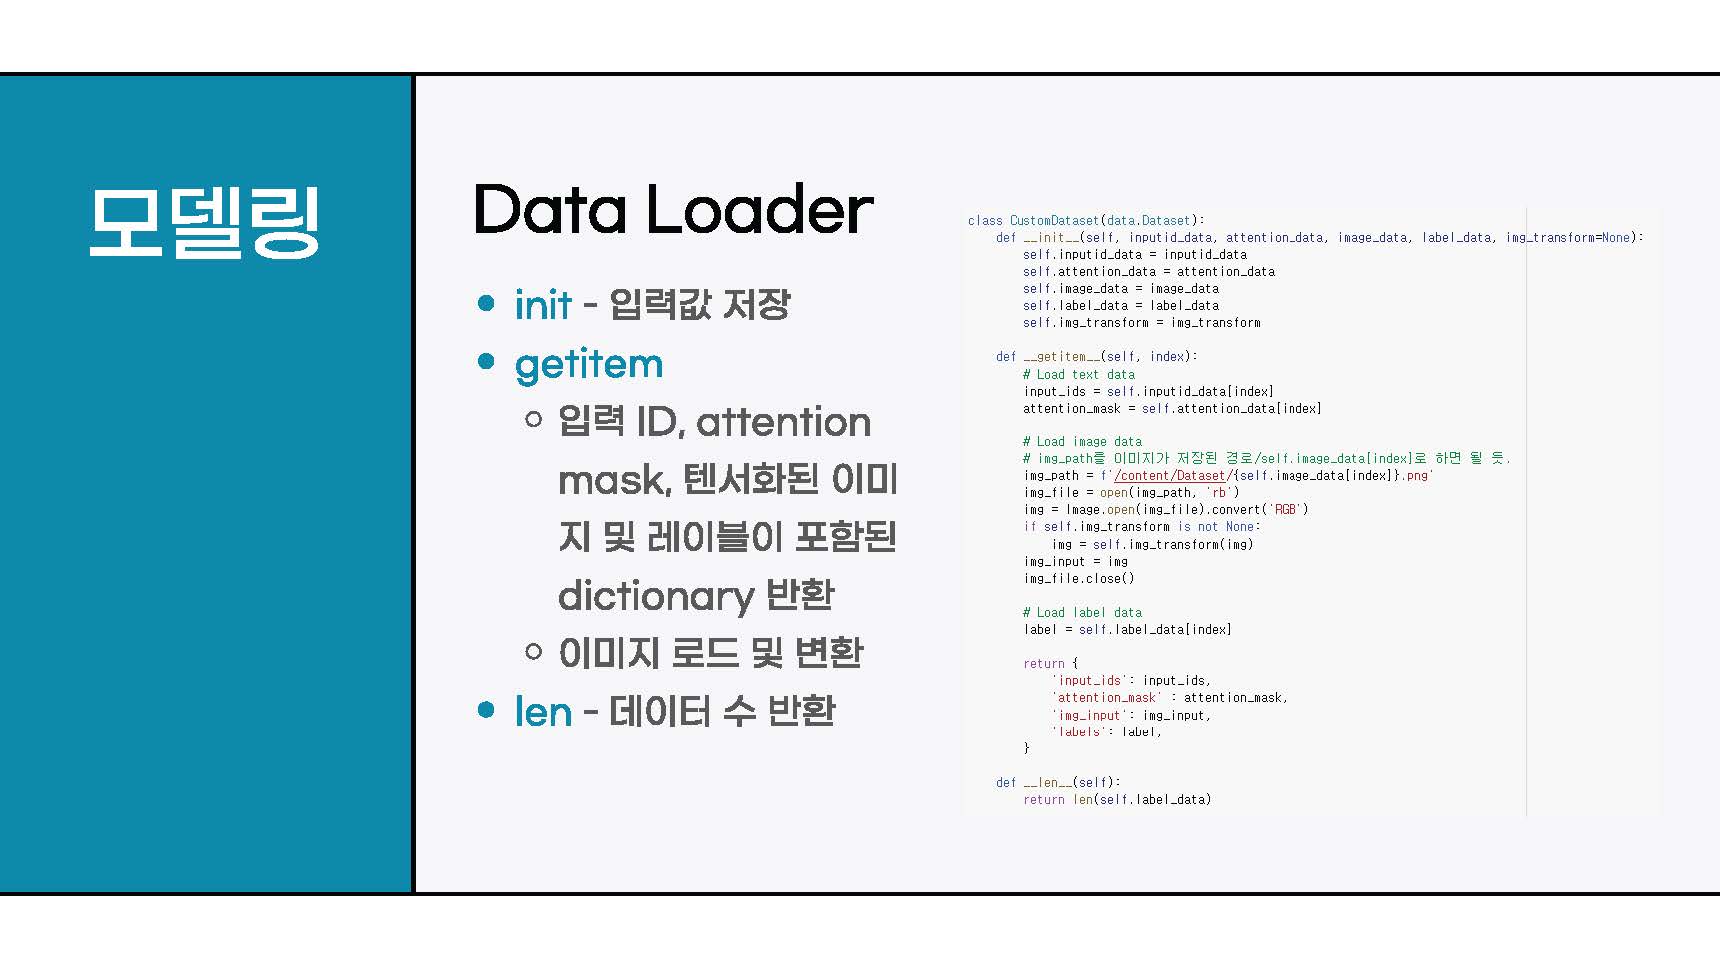 모델링
Data Loader
• init - 입력값 저장
• getitem
○ 입력 ID, attention
mask, 텐서화된 이미
지 및 레이블이 포함된
dictionary 반환
○ 이미지 로드 및 변환
• len - 데이터 수 반환
class CustomDataset(data.Dataset):
    def __init__(self, inputid_data, attention_data, image_data, label_data, img_transform=None):
        self.inputid_data = inputid_data
        self.attention_data = attention_data
        self.image_data = image_data
        self.label_data = label_data
        self.img_transform = img_transform
    def __getitem__(self, index):
        # Load text data
        input_ids = self.inputid_data[index]
        attention_mask = self.attention_data[index]
        # Load image data
        # img_path를 이미지가 저장된 경로/self.image_data[index]로 하면 될 듯.
        img_path = f'/content/Dataset/{self.image_data[index]}.png'
        img_file = open(img_path, 'rb')
        img = Image.open(img_file).convert('RGB')
        if self.img_transform is not None:
            img = self.img_transform(img)
        img_input = img
        img_file.close()
        # Load label data
        label = self.label_data[index]
        return {
            'input_ids': input_ids,
            'attention_mask' : attention_mask,
            'img_input': img_input,
            'labels': label,
        }
    def __len__(self):
        return len(self.label_data)